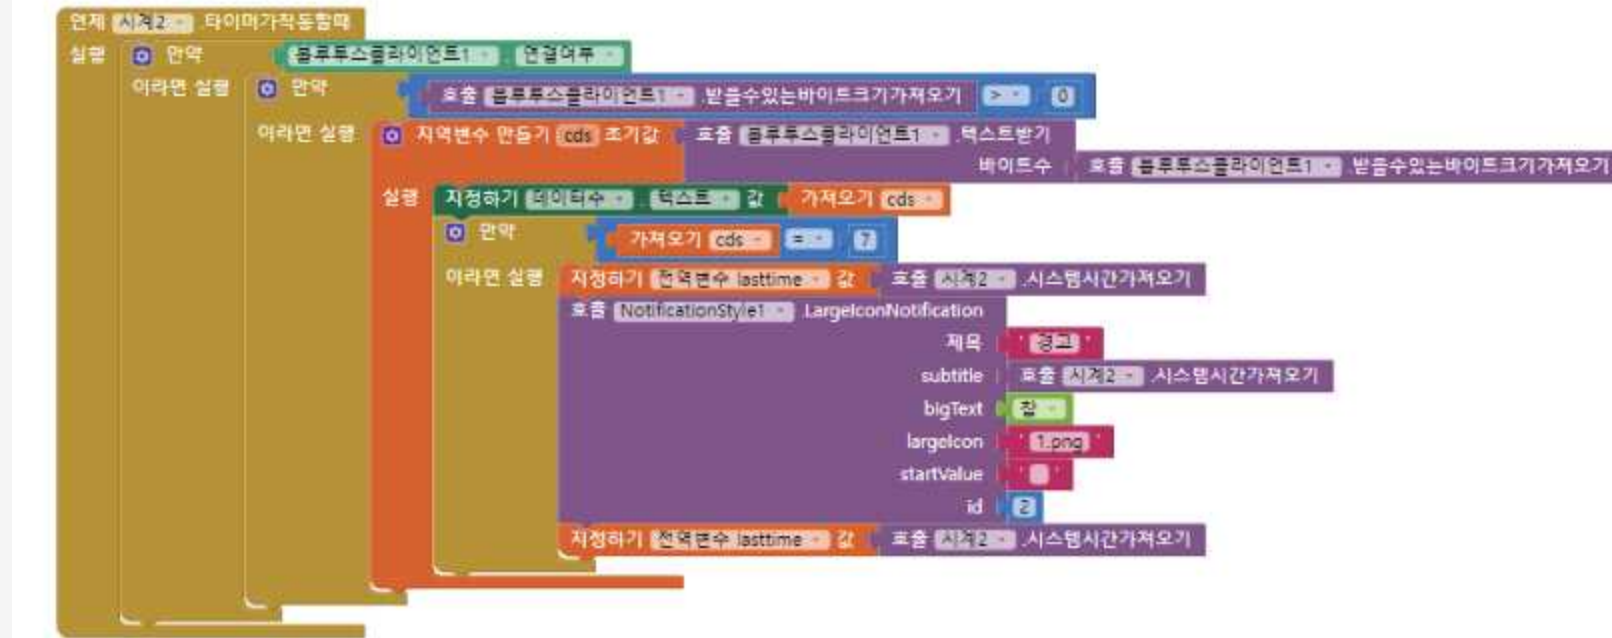 언제 시계2 .타이머가작동할때
실행 만약 블루투스클라이언트1 . 연결여부
이라면 실행 만약 호출 블루투스클라이언트1 .받을수있는바이트크기가져오기 > 0
이라면 실행 지역변수 만들기 cds 초기값 호출 블루투스클라이언트1 .텍스트받기
바이트수 호출 블루투스클라이언트1 .받을수있는바이트크기가져오기
실행 지정하기 데이터수 . 텍스트 값 가져오기 cds
만약 가져오기 cds = 7
이라면 실행 지정하기 전역변수 lasttime 값 호출 시계2 .시스템시간가져오기
호출 NotificationStyle1 .LargeIconNotification
제목 " 경고 "
subtitle 호출 시계2 .시스템시간가져오기
bigText 참
largeIcon " 1.png "
startValue " "
id 2
지정하기 전역변수 lasttime 값 호출 시계2 .시스템시간가져오기